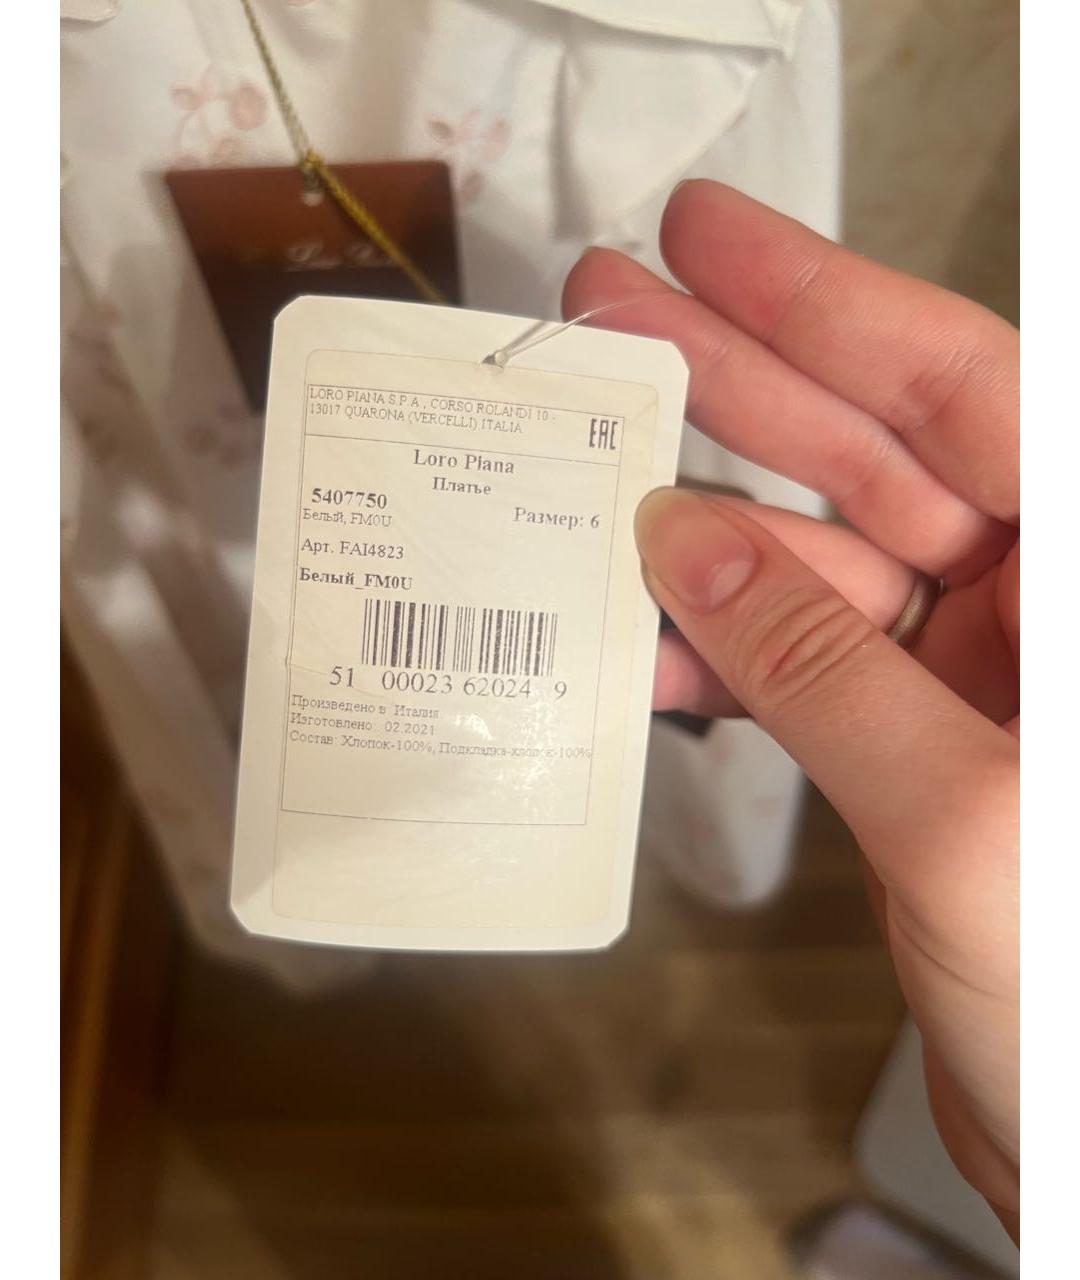 LORO PIANA S.P.A., CORSO ROLANDI 10 -
13017 QUARONA (VERCELLI) ITALIA
EAC
Loro Piana
Платье
5407750
Размер: 6
Белый, FM0U
Арт. FAI4823
Белый_FM0U
51 00023 62024 9
Произведено в Италия
Изготовлено 02.2021
Состав: Хлопок-100%, Подкладка-хлопок-100%